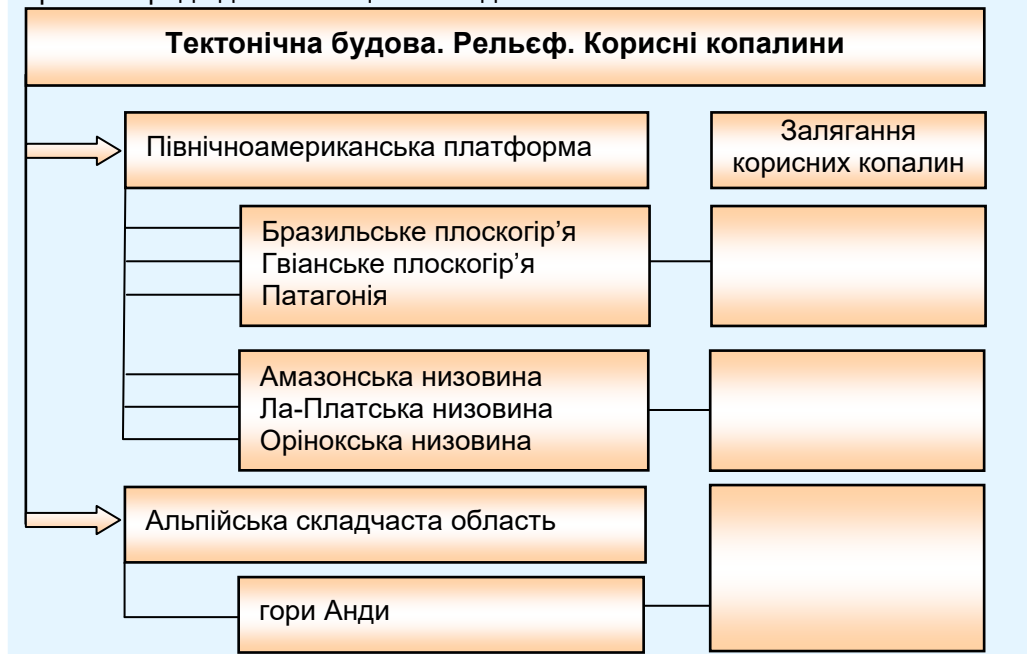 Тектонічна будова. Рельєф. Корисні копалини
Північноамериканська платформа
Залягання
корисних копалин
Бразильське плоскогір’я
Гвіанське плоскогір’я
Патагонія
Амазонська низовина
Ла-Платська низовина
Орінокська низовина
Альпійська складчаста область
гори Анди